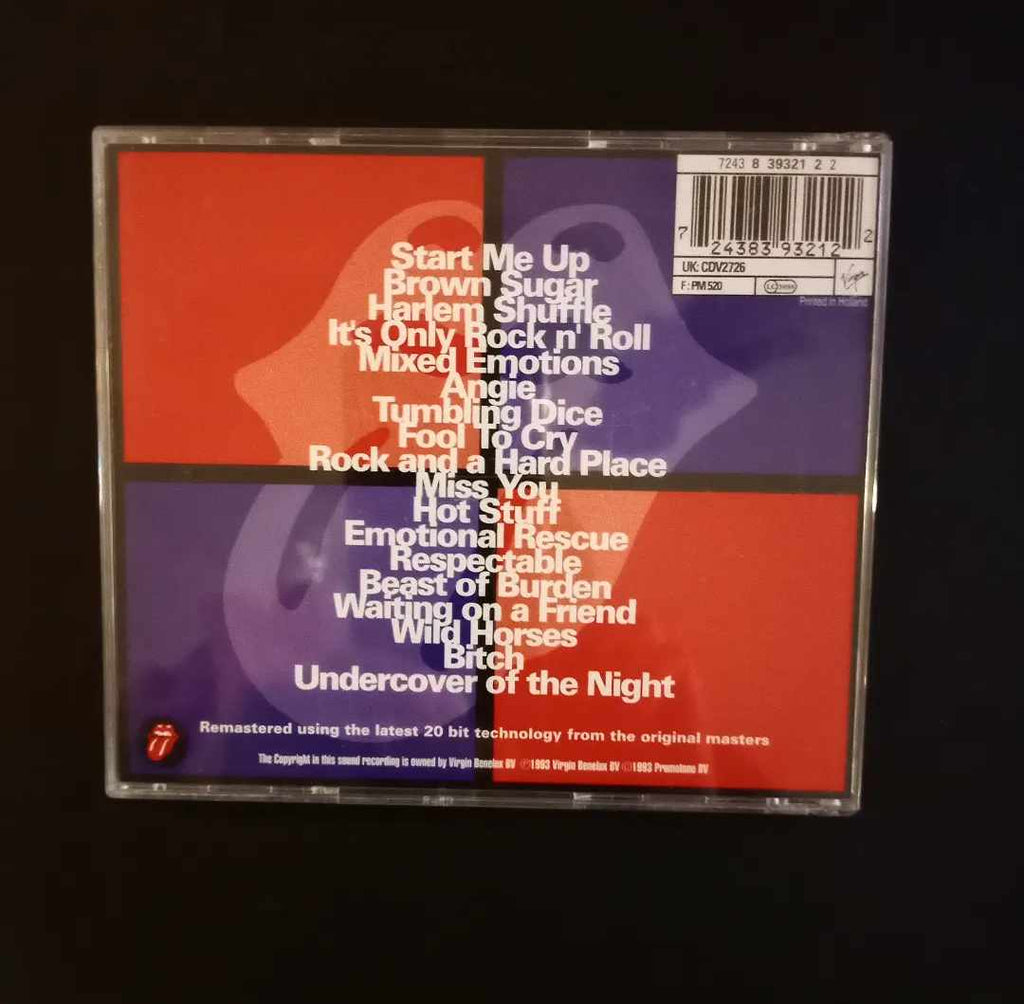 7243 8 39321 2 2
7 24383 93212 2
UK: CDV2726
F: PM 520
Virgin
Printed in Holland
Start Me Up
Brown Sugar
Harlem Shuffle
It's Only Rock n' Roll
Mixed Emotions
Angie
Tumbling Dice
Fool To Cry
Rock and a Hard Place
Miss You
Hot Stuff
Emotional Rescue
Respectable
Beast of Burden
Waiting on a Friend
Wild Horses
Bitch
Undercover of the Night
Remastered using the latest 20 bit technology from the original masters
The Copyright in this sound recording is owned by Virgin Benelux BV ℗1993 Virgin Benelux BV ©1993 Promotone BV